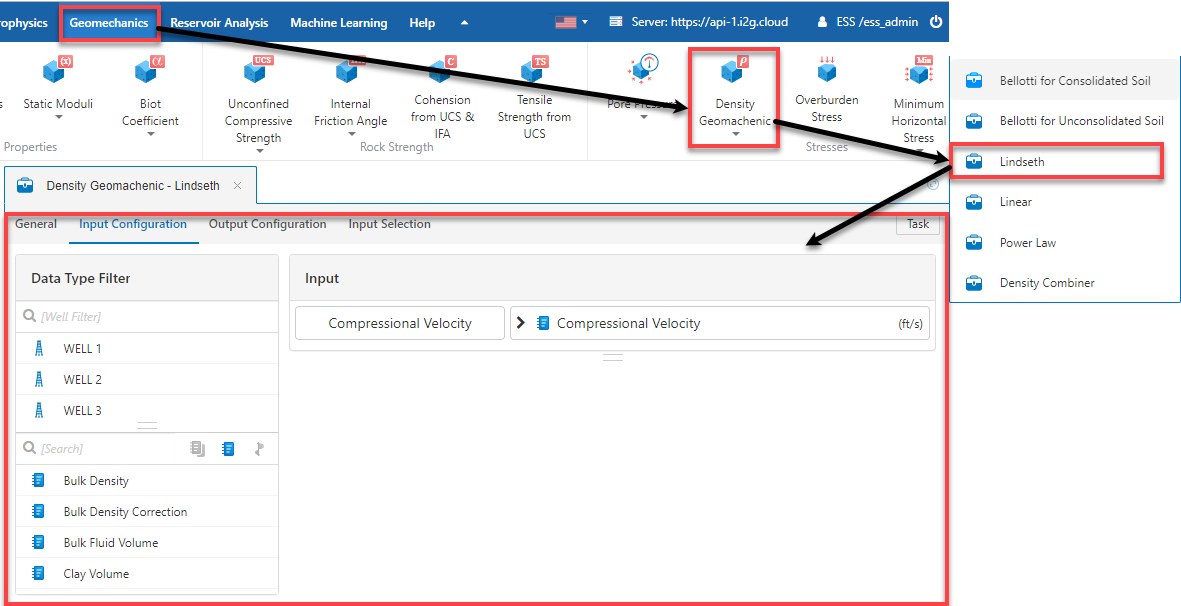 rophysics Geomechanics Reservoir Analysis Machine Learning Help Server: https://api-1.i2g.cloud ESS /ess_admin
{x} α UCS C TS ρ Min
s Static Moduli Biot Coefficient Unconfined Compressive Strength Internal Friction Angle Cohension from UCS & IFA Tensile Strength from UCS Pore Pressure Density Geomachenic Overburden Stress Minimum Horizontal Stress
Properties Rock Strength Stresses
Bellotti for Consolidated Soil
Bellotti for Unconsolidated Soil
Lindseth
Linear
Power Law
Density Combiner
Density Geomachenic - Lindseth
General Input Configuration Output Configuration Input Selection Task
Data Type Filter
[Well Filter]
WELL 1
WELL 2
WELL 3
[Search]
Bulk Density
Bulk Density Correction
Bulk Fluid Volume
Clay Volume
Input
Compressional Velocity Compressional Velocity (ft/s)